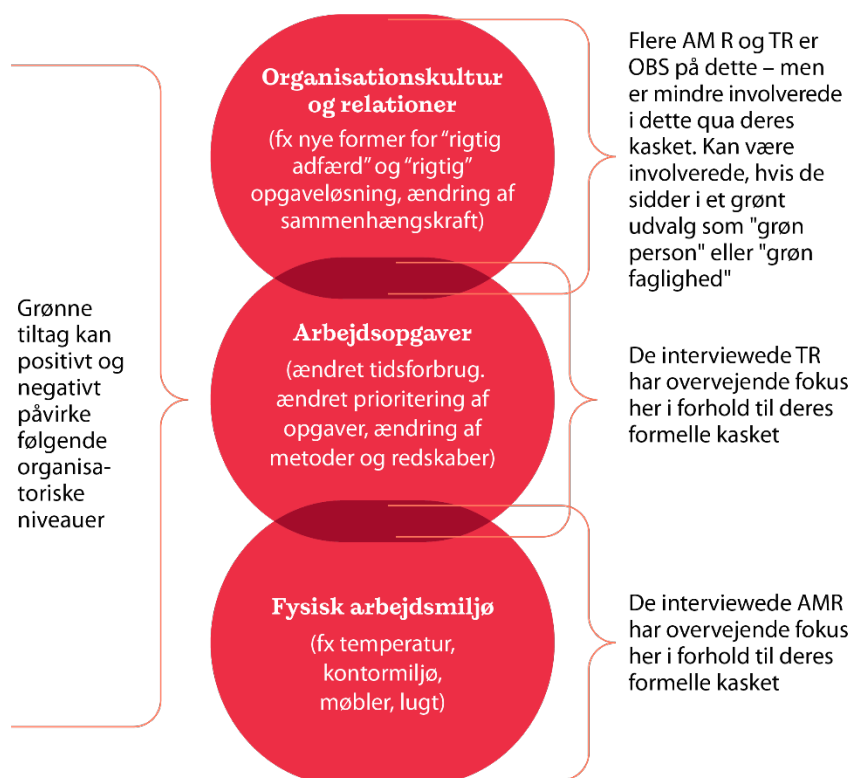 Grønne
tiltag kan
positivt og
negativt
påvirke
følgende
organisa-
toriske
niveauer
Organisationskultur
og relationer
(fx nye former for “rigtig
adfærd” og “rigtig”
opgaveløsning, ændring af
sammenhængskraft)
Flere AM R og TR er
OBS på dette – men
er mindre involverede
i dette qua deres
kasket. Kan være
involverede, hvis de
sidder i et grønt
udvalg som "grøn
person" eller "grøn
faglighed"
Arbejdsopgaver
(ændret tidsforbrug.
ændret prioritering af
opgaver, ændring af
metoder og redskaber)
De interviewede TR
har overvejende fokus
her i forhold til deres
formelle kasket
Fysisk arbejdsmiljø
(fx temperatur,
kontormiljø,
møbler, lugt)
De interviewede AMR
har overvejende fokus
her i forhold til deres
formelle kasket